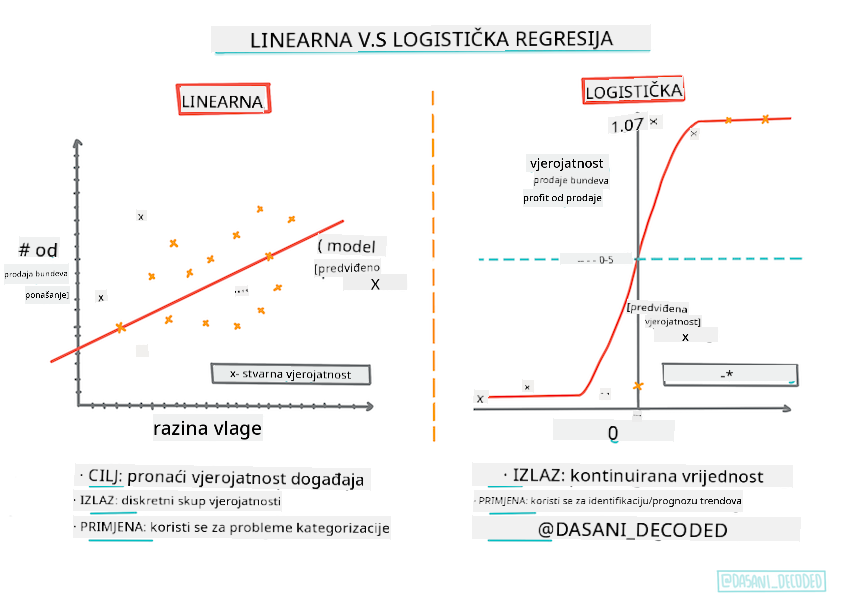 LINEARNA V.S LOGISTIČKA REGRESIJA
LINEARNA
# od
prodaja bundeva
ponašanje]
x
x
( model
[predviđeno
X
x- stvarna vjerojatnost
razina vlage
· CILJ: pronaći vjerojatnost događaja
· IZLAZ: diskretni skup vjerojatnosti
· PRIMJENA: koristi se za probleme kategorizacije
LOGISTIČKA
1.07 x
x
vjerojatnost
prodaje bundeva
profit od prodaje
-- - - 0-5
[predviđena
vjerojatnost]
x
x
X
-*
0
· IZLAZ: kontinuirana vrijednost
· PRIMJENA: koristi se za identifikaciju/prognozu trendova
@DASANI_DECODED
@DASANI_DECODED